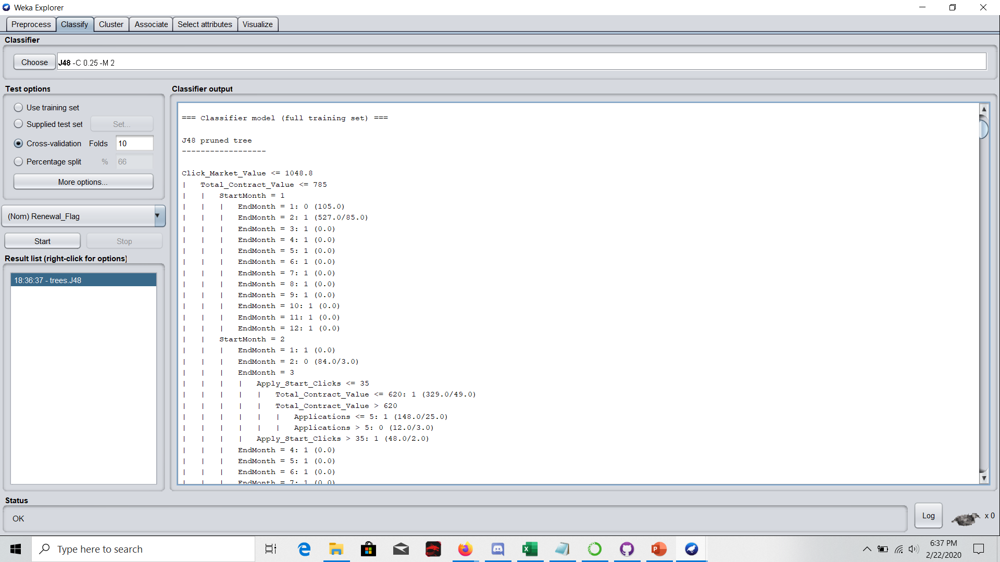 Weka Explorer
Preprocess Classify Cluster Associate Select attributes Visualize
Classifier
Choose J48 -C 0.25 -M 2
Test options
Use training set
Supplied test set Set...
Cross-validation Folds 10
Percentage split % 66
More options...
(Nom) Renewal_Flag
Start Stop
Result list (right-click for options)
18:36:37 - trees.J48
Classifier output
=== Classifier model (full training set) ===
J48 pruned tree
------------------
Click_Market_Value <= 1048.8
|   Total_Contract_Value <= 785
|   |   StartMonth = 1
|   |   |   EndMonth = 1: 0 (105.0)
|   |   |   EndMonth = 2: 1 (527.0/85.0)
|   |   |   EndMonth = 3: 1 (0.0)
|   |   |   EndMonth = 4: 1 (0.0)
|   |   |   EndMonth = 5: 1 (0.0)
|   |   |   EndMonth = 6: 1 (0.0)
|   |   |   EndMonth = 7: 1 (0.0)
|   |   |   EndMonth = 8: 1 (0.0)
|   |   |   EndMonth = 9: 1 (0.0)
|   |   |   EndMonth = 10: 1 (0.0)
|   |   |   EndMonth = 11: 1 (0.0)
|   |   |   EndMonth = 12: 1 (0.0)
|   |   StartMonth = 2
|   |   |   EndMonth = 1: 1 (0.0)
|   |   |   EndMonth = 2: 0 (84.0/3.0)
|   |   |   EndMonth = 3
|   |   |   |   Apply_Start_Clicks <= 35
|   |   |   |   |   Total_Contract_Value <= 620: 1 (329.0/49.0)
|   |   |   |   |   Total_Contract_Value > 620
|   |   |   |   |   |   Applications <= 5: 1 (148.0/25.0)
|   |   |   |   |   |   Applications > 5: 0 (12.0/3.0)
|   |   |   |   Apply_Start_Clicks > 35: 1 (48.0/2.0)
|   |   |   EndMonth = 4: 1 (0.0)
|   |   |   EndMonth = 5: 1 (0.0)
|   |   |   EndMonth = 6: 1 (0.0)
|   |   |   EndMonth = 7: 1 (0.0)
Status
OK
Log
x 0
Type here to search
6:37 PM
2/22/2020